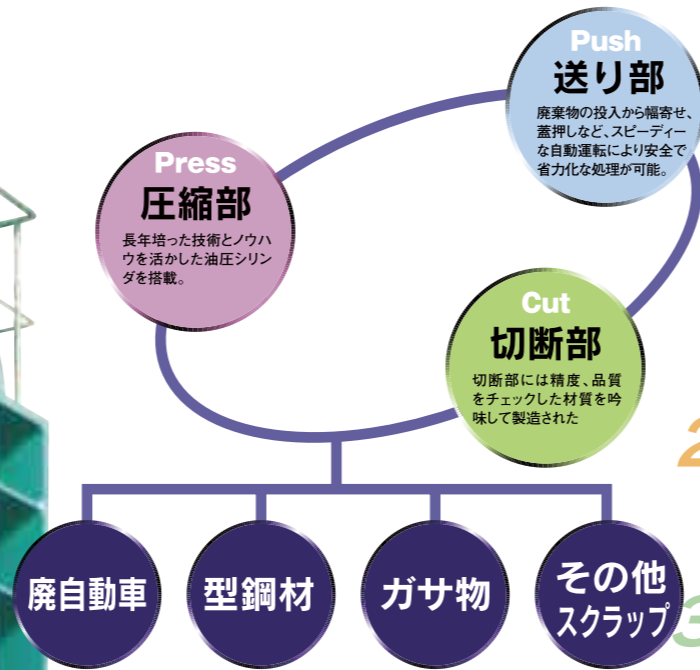 Push
送り部
廃棄物の投入から幅寄せ、
蓋押しなど、スピーディー
な自動運転により安全で
省力化な処理が可能。
Press
圧縮部
長年培った技術とノウハ
ウを活かした油圧シリン
ダを搭載。
Cut
切断部
切断部には精度、品質
をチェックした材質を吟
味して製造された
2
廃自動車
型鋼材
ガサ物
その他
スクラップ
3